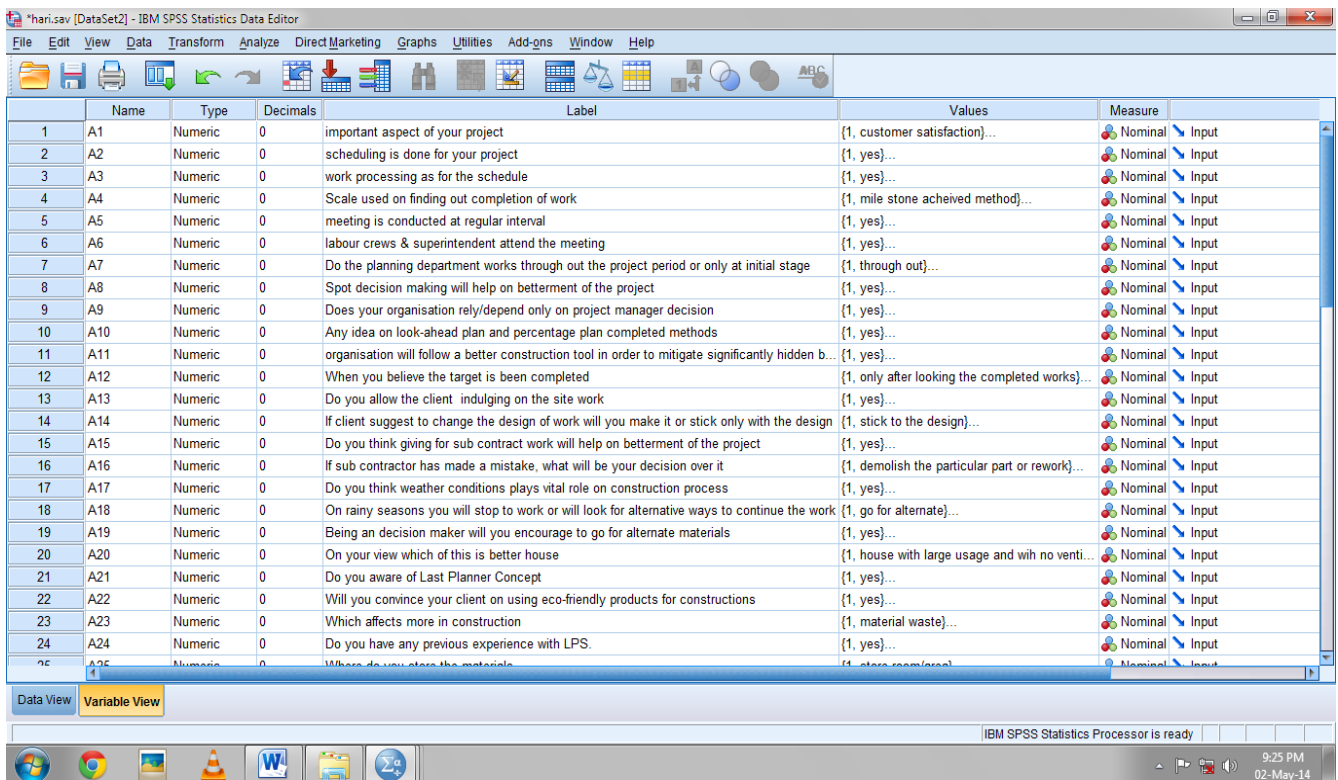 *hari.sav [DataSet2] - IBM SPSS Statistics Data Editor
File Edit View Data Transform Analyze Direct Marketing Graphs Utilities Add-ons Window Help
Name Type Decimals Label Values Measure
1 A1 Numeric 0 important aspect of your project {1, customer satisfaction}... Nominal Input
2 A2 Numeric 0 scheduling is done for your project {1, yes}... Nominal Input
3 A3 Numeric 0 work processing as for the schedule {1, yes}... Nominal Input
4 A4 Numeric 0 Scale used on finding out completion of work {1, mile stone acheived method}... Nominal Input
5 A5 Numeric 0 meeting is conducted at regular interval {1, yes}... Nominal Input
6 A6 Numeric 0 labour crews & superintendent attend the meeting {1, yes}... Nominal Input
7 A7 Numeric 0 Do the planning department works through out the project period or only at initial stage {1, through out}... Nominal Input
8 A8 Numeric 0 Spot decision making will help on betterment of the project {1, yes}... Nominal Input
9 A9 Numeric 0 Does your organisation rely/depend only on project manager decision {1, yes}... Nominal Input
10 A10 Numeric 0 Any idea on look-ahead plan and percentage plan completed methods {1, yes}... Nominal Input
11 A11 Numeric 0 organisation will follow a better construction tool in order to mitigate significantly hidden b... {1, yes}... Nominal Input
12 A12 Numeric 0 When you believe the target is been completed {1, only after looking the completed works}... Nominal Input
13 A13 Numeric 0 Do you allow the client indulging on the site work {1, yes}... Nominal Input
14 A14 Numeric 0 If client suggest to change the design of work will you make it or stick only with the design {1, stick to the design}... Nominal Input
15 A15 Numeric 0 Do you think giving for sub contract work will help on betterment of the project {1, yes}... Nominal Input
16 A16 Numeric 0 If sub contractor has made a mistake, what will be your decision over it {1, demolish the particular part or rework}... Nominal Input
17 A17 Numeric 0 Do you think weather conditions plays vital role on construction process {1, yes}... Nominal Input
18 A18 Numeric 0 On rainy seasons you will stop to work or will look for alternative ways to continue the work {1, go for alternate}... Nominal Input
19 A19 Numeric 0 Being an decision maker will you encourage to go for alternate materials {1, yes}... Nominal Input
20 A20 Numeric 0 On your view which of this is better house {1, house with large usage and wih no venti... Nominal Input
21 A21 Numeric 0 Do you aware of Last Planner Concept {1, yes}... Nominal Input
22 A22 Numeric 0 Will you convince your client on using eco-friendly products for constructions {1, yes}... Nominal Input
23 A23 Numeric 0 Which affects more in construction {1, material waste}... Nominal Input
24 A24 Numeric 0 Do you have any previous experience with LPS. {1, yes}... Nominal Input
25 A25 Numeric 0 Where do you store the materials {1, store room/area} Nominal Input
Data View Variable View
IBM SPSS Statistics Processor is ready
9:25 PM
02-May-14